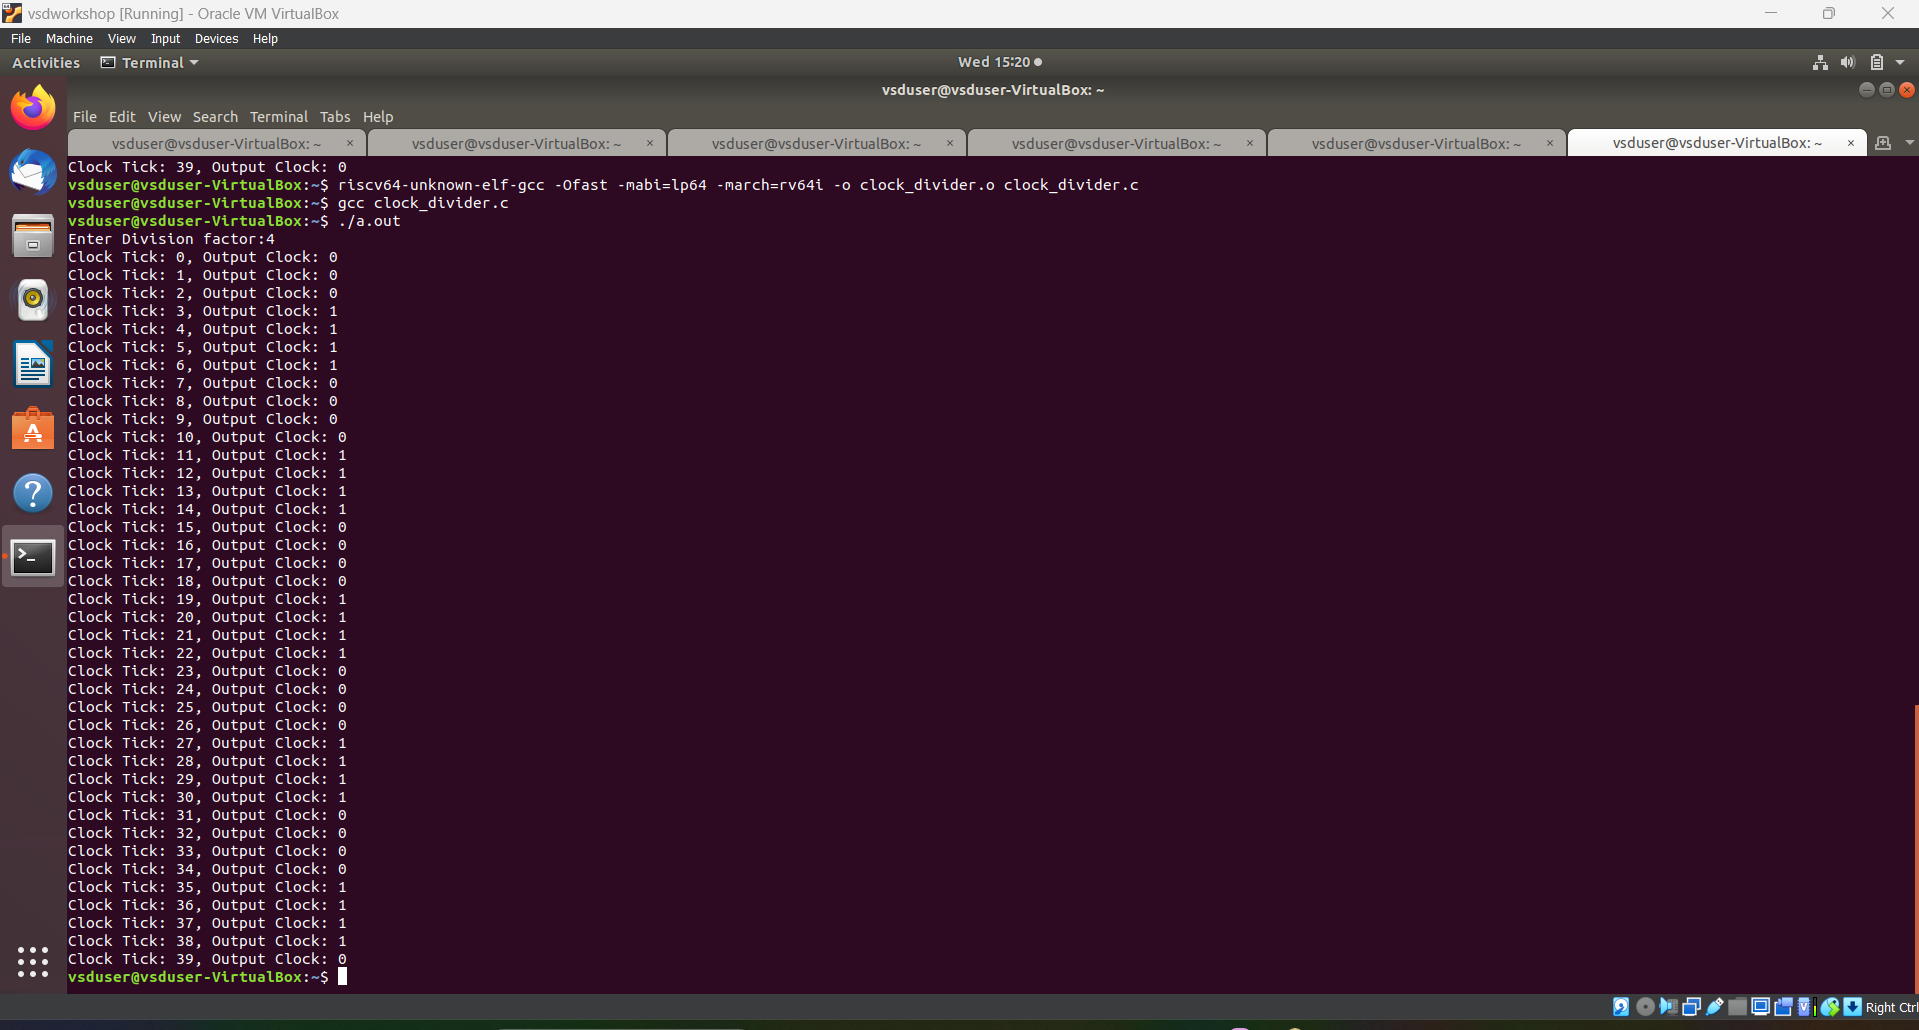 vsdworkshop [Running] - Oracle VM VirtualBox
File Machine View Input Devices Help
Activities Terminal Wed 15:20
vsduser@vsduser-VirtualBox: ~
File Edit View Search Terminal Tabs Help
vsduser@vsduser-VirtualBox: ~ × vsduser@vsduser-VirtualBox: ~ × vsduser@vsduser-VirtualBox: ~ × vsduser@vsduser-VirtualBox: ~ × vsduser@vsduser-VirtualBox: ~ × vsduser@vsduser-VirtualBox: ~ ×
Clock Tick: 39, Output Clock: 0
vsduser@vsduser-VirtualBox:~$ riscv64-unknown-elf-gcc -Ofast -mabi=lp64 -march=rv64i -o clock_divider.o clock_divider.c
vsduser@vsduser-VirtualBox:~$ gcc clock_divider.c
vsduser@vsduser-VirtualBox:~$ ./a.out
Enter Division factor:4
Clock Tick: 0, Output Clock: 0
Clock Tick: 1, Output Clock: 0
Clock Tick: 2, Output Clock: 0
Clock Tick: 3, Output Clock: 1
Clock Tick: 4, Output Clock: 1
Clock Tick: 5, Output Clock: 1
Clock Tick: 6, Output Clock: 1
Clock Tick: 7, Output Clock: 0
Clock Tick: 8, Output Clock: 0
Clock Tick: 9, Output Clock: 0
Clock Tick: 10, Output Clock: 0
Clock Tick: 11, Output Clock: 1
Clock Tick: 12, Output Clock: 1
Clock Tick: 13, Output Clock: 1
Clock Tick: 14, Output Clock: 1
Clock Tick: 15, Output Clock: 0
Clock Tick: 16, Output Clock: 0
Clock Tick: 17, Output Clock: 0
Clock Tick: 18, Output Clock: 0
Clock Tick: 19, Output Clock: 1
Clock Tick: 20, Output Clock: 1
Clock Tick: 21, Output Clock: 1
Clock Tick: 22, Output Clock: 1
Clock Tick: 23, Output Clock: 0
Clock Tick: 24, Output Clock: 0
Clock Tick: 25, Output Clock: 0
Clock Tick: 26, Output Clock: 0
Clock Tick: 27, Output Clock: 1
Clock Tick: 28, Output Clock: 1
Clock Tick: 29, Output Clock: 1
Clock Tick: 30, Output Clock: 1
Clock Tick: 31, Output Clock: 0
Clock Tick: 32, Output Clock: 0
Clock Tick: 33, Output Clock: 0
Clock Tick: 34, Output Clock: 0
Clock Tick: 35, Output Clock: 1
Clock Tick: 36, Output Clock: 1
Clock Tick: 37, Output Clock: 1
Clock Tick: 38, Output Clock: 1
Clock Tick: 39, Output Clock: 0
vsduser@vsduser-VirtualBox:~$
Right Ctrl